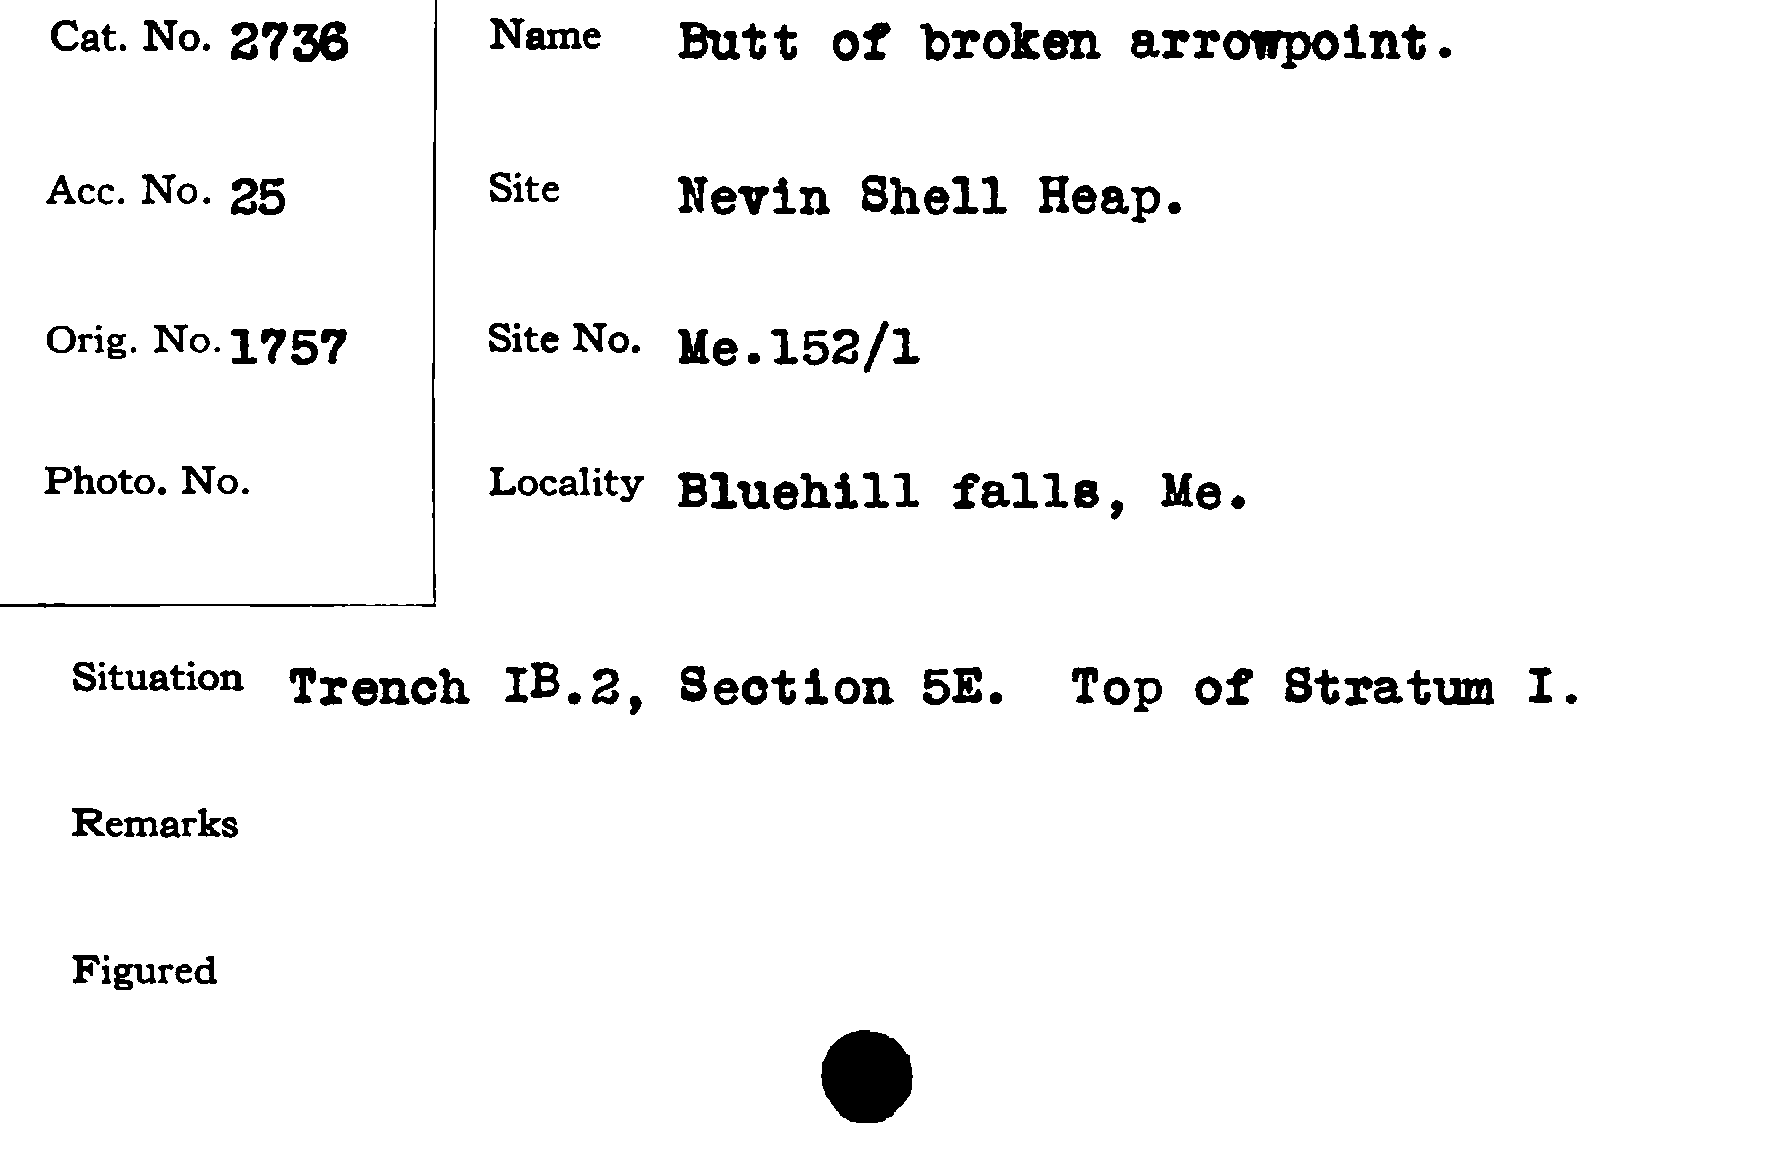 Cat. No. 2736
Acc. No. 25
Orig. No. 1757
Photo. No.
Name Butt of broken arrowpoint.
Site Nevin Shell Heap.
Site No. Me.152/1
Locality Bluehill falls, Me.
Situation Trench IB.2, Section 5E. Top of Stratum I.
Remarks
Figured